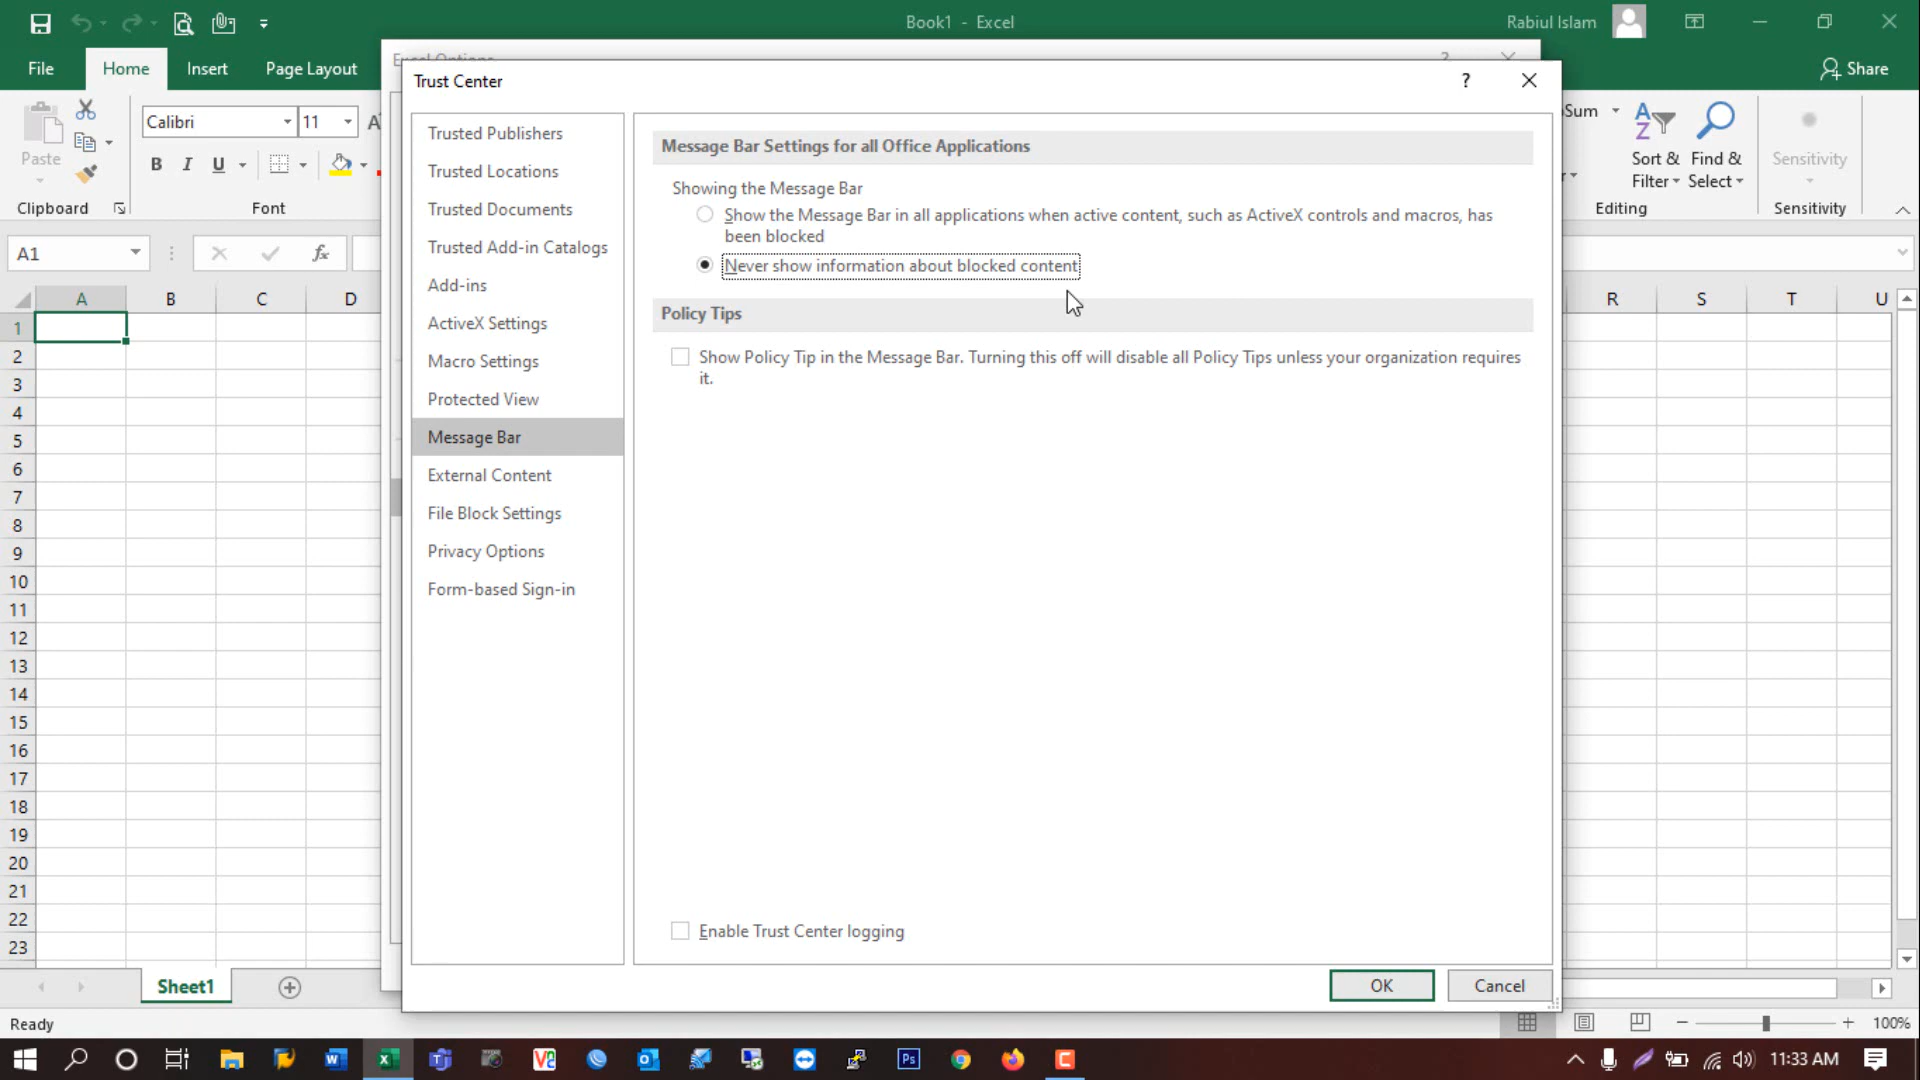 Book1 - Excel
Rabiul Islam
File
Home
Insert
Page Layout
Share
Excel Options
Trust Center
Paste
Clipboard
Calibri
11
B
I
U
Font
Sum
Sort &
Filter
Find &
Select
Editing
Sensitivity
Sensitivity
A1
fx
A
B
C
D
R
S
T
U
1
2
3
4
5
6
7
8
9
10
11
12
13
14
15
16
17
18
19
20
21
22
23
Trusted Publishers
Trusted Locations
Trusted Documents
Trusted Add-in Catalogs
Add-ins
ActiveX Settings
Macro Settings
Protected View
Message Bar
External Content
File Block Settings
Privacy Options
Form-based Sign-in
Message Bar Settings for all Office Applications
Showing the Message Bar
Show the Message Bar in all applications when active content, such as ActiveX controls and macros, has
been blocked
Never show information about blocked content
Policy Tips
Show Policy Tip in the Message Bar. Turning this off will disable all Policy Tips unless your organization requires
it.
Enable Trust Center logging
OK
Cancel
Sheet1
Ready
100%
11:33 AM